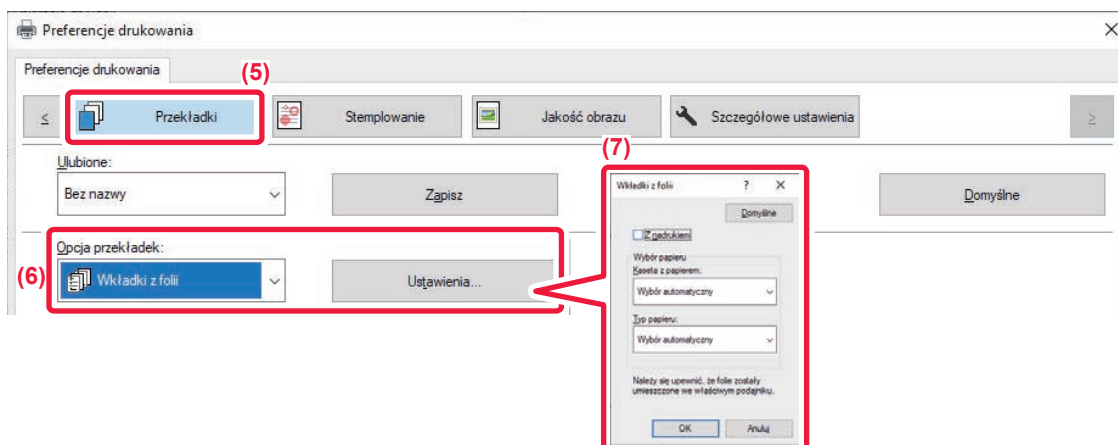 Preferencje drukowania
Preferencje drukowania
(5)
< Przekładki Stemplowanie Jakość obrazu Szczegółowe ustawienia >
Ulubione:
Bez nazwy Zapisz Domyślne
(6)
Opcja przekładek:
Wkładki z folii Ustawienia...
(7)
Wkładki z folii ? X
Domyślne
Z nadrukiem
Wybór papieru
Kaseta z papierem:
Wybór automatyczny
Typ papieru:
Wybór automatyczny
Należy się upewnić, że folie zostały
umieszczone we właściwym podajniku.
OK Anuluj